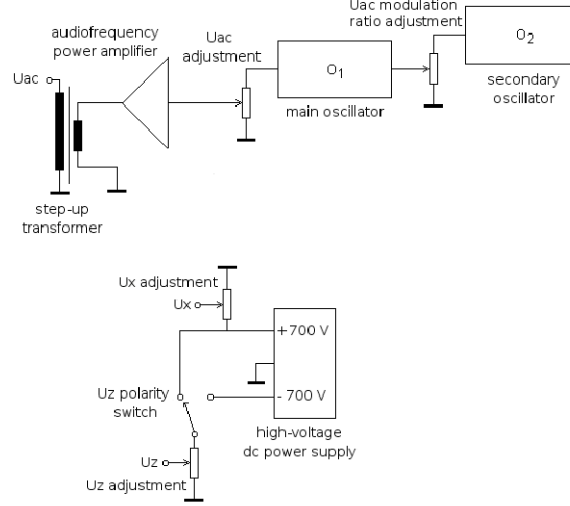 Uac modulation
ratio adjustment
audiofrequency
power amplifier
Uac
adjustment
O1
O2
main oscillator
secondary
oscillator
Uac
step-up
transformer
Ux adjustment
Ux
+700 V
- 700 V
Uz polarity
switch
high-voltage
dc power supply
Uz
Uz adjustment